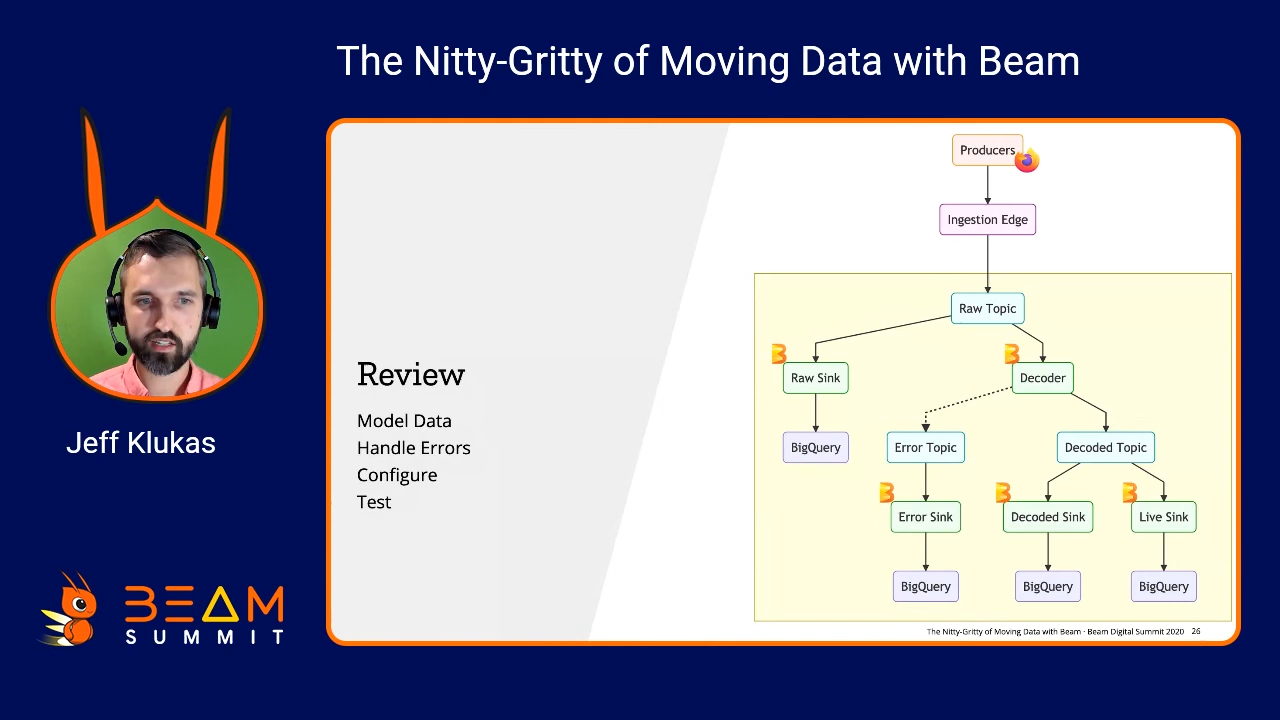 The Nitty-Gritty of Moving Data with Beam
Jeff Klukas
BEAM
SUMMIT
Review
Model Data
Handle Errors
Configure
Test
Producers
Ingestion Edge
Raw Topic
Raw Sink
Decoder
BigQuery
Error Topic
Decoded Topic
Error Sink
Decoded Sink
Live Sink
BigQuery
BigQuery
BigQuery
The Nitty-Gritty of Moving Data with Beam - Beam Digital Summit 2020 26